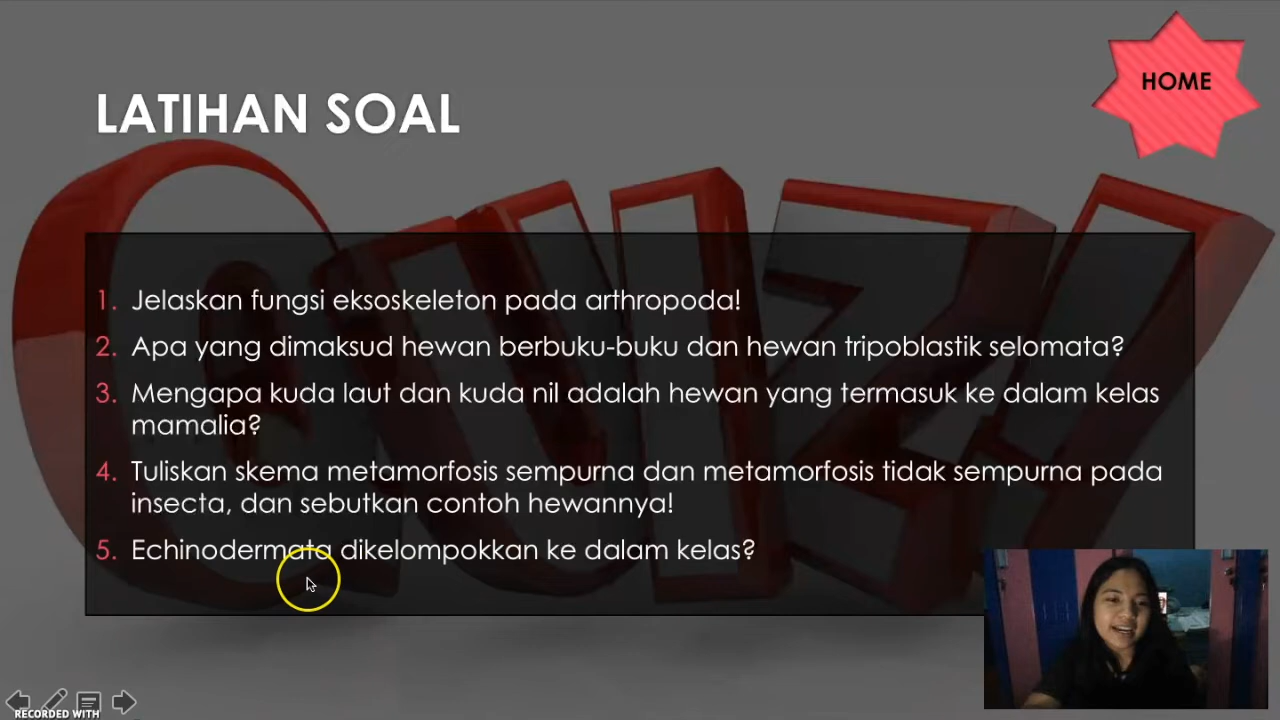 HOME
LATIHAN SOAL
1. Jelaskan fungsi eksoskeleton pada arthropoda!
2. Apa yang dimaksud hewan berbuku-buku dan hewan tripoblastik selomata?
3. Mengapa kuda laut dan kuda nil adalah hewan yang termasuk ke dalam kelas
mamalia?
4. Tuliskan skema metamorfosis sempurna dan metamorfosis tidak sempurna pada
insecta, dan sebutkan contoh hewannya!
5. Echinodermata dikelompokkan ke dalam kelas?
QUIZ!
RECORDED WITH